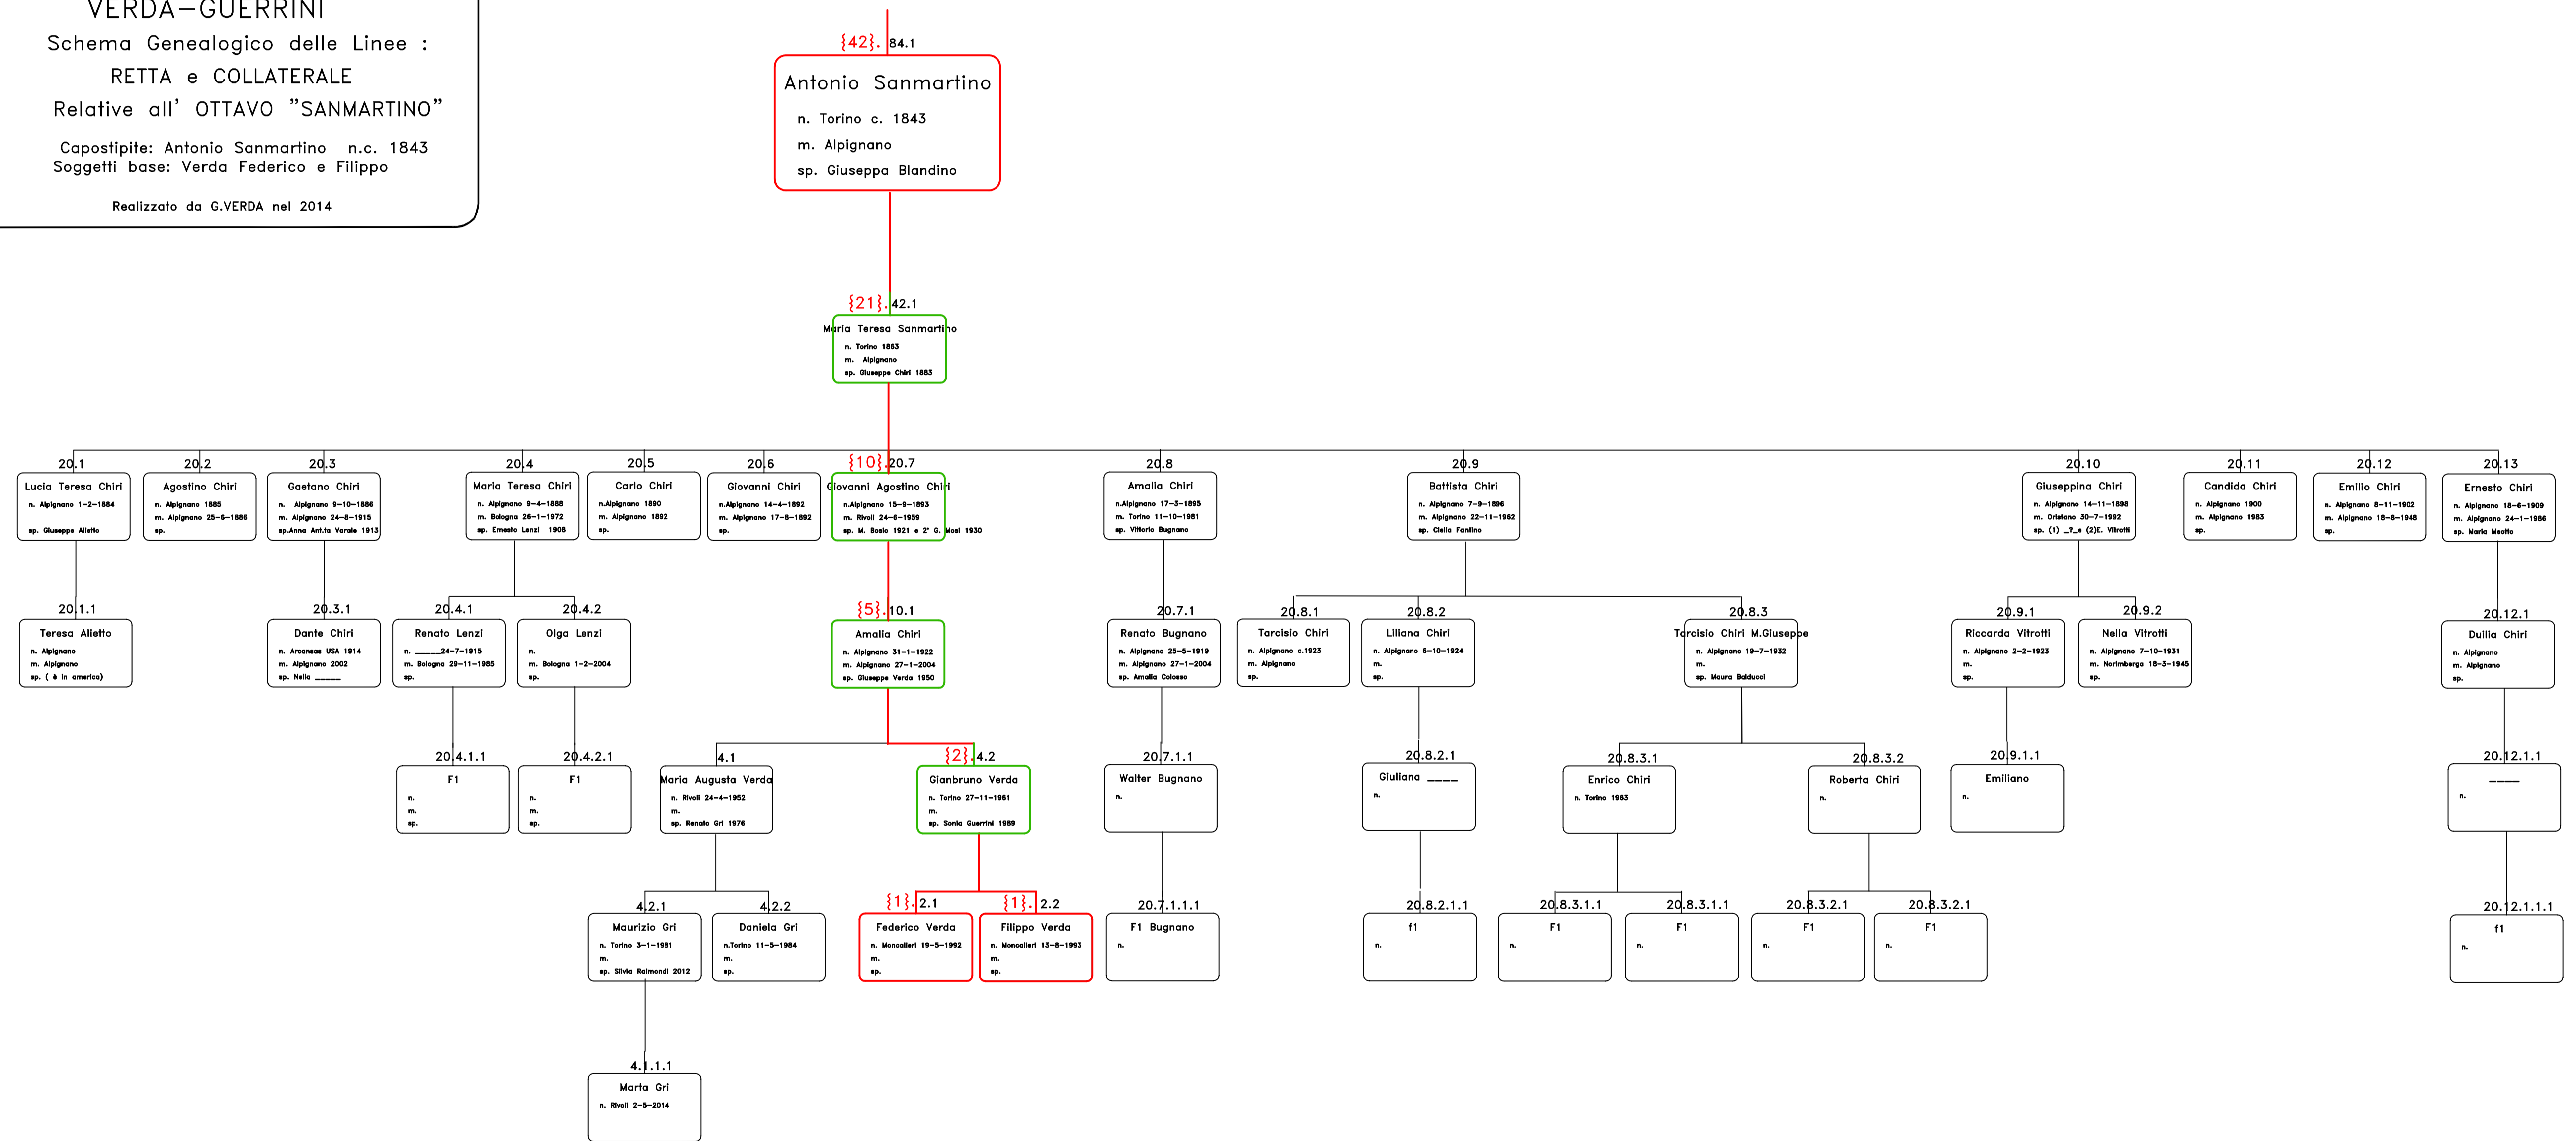 VERDA-GUERRINI
Schema Genealogico delle Linee :
RETTA e COLLATERALE
Relative all' OTTAVO "SANMARTINO"
Capostipite: Antonio Sanmartino n.c. 1843
Soggetti base: Verda Federico e Filippo
Realizzato da G.VERDA nel 2014
{42}. 84.1
Antonio Sanmartino
n. Torino c. 1843
m. Alpignano
sp. Giuseppa Blandino
{21}. 42.1
Maria Teresa Sanmartino
n. Torino 1863
m. Alpignano
sp. Giuseppe Chiri 1883
20.1
Lucia Teresa Chiri
n. Alpignano 1-2-1884
sp. Giuseppe Alietto
20.2
Agostino Chiri
n. Alpignano 1885
m. Alpignano 25-6-1886
20.3
Gaetano Chiri
n. Alpignano 9-10-1886
m. Alpignano 24-8-1915
sp.Anna Ant.ta Varale 1913
20.4
Maria Teresa Chiri
n. Alpignano 9-4-1888
m. Bologna 26-1-1972
sp. Ernesto Lenzi 1908
20.5
Carlo Chiri
n.Alpignano 1890
m. Alpignano 1892
sp.
20.6
Giovanni Chiri
n. Alpignano 14-4-1892
m. Alpignano 17-8-1892
sp.
{10}. 20.7
Giovanni Agostino Chiri
n.Alpignano 15-9-1893
m. Rivoli 24-6-1959
sp. M. Bosio 1921 e 2° G. Mosi 1930
20.8
Amalia Chiri
n.Alpignano 17-3-1895
m. Torino 11-10-1981
sp. Vittorio Bugnano
20.9
Battista Chiri
n. Alpignano 7-9-1896
m. Alpignano 22-11-1962
sp. Clelia Fantino
20.10
Giuseppina Chiri
n. Alpignano 14-11-1898
m. Oristano 30-7-1992
sp. (1) _?_e (2)E. Vitrotti
20.11
Candida Chiri
n. Alpignano 1900
m. Alpignano 1983
sp.
20.12
Emilio Chiri
n. Alpignano 8-11-1902
m. Alpignano 18-8-1948
sp.
20.13
Ernesto Chiri
n. Alpignano 18-6-1909
m. Alpignano 24-1-1986
sp. Maria Meotto
20.1.1
Teresa Alietto
n. Alpignano
m. Alpignano
sp. ( è in america)
20.3.1
Dante Chiri
n. Arcansas USA 1914
m. Alpignano 2002
sp. Nella _____
20.4.1
Renato Lenzi
n. _____24-7-1915
m. Bologna 29-11-1985
sp.
20.4.2
Olga Lenzi
n.
m. Bologna 1-2-2004
sp.
{5}. 10.1
Amalia Chiri
n. Alpignano 31-1-1922
m. Alpignano 27-1-2004
sp. Giuseppe Verda 1950
20.7.1
Renato Bugnano
n. Alpignano 25-5-1919
m. Alpignano 27-1-2004
sp. Amalia Colosso
20.8.1
Tarcisio Chiri
n. Alpignano c.1923
m. Alpignano
sp.
20.8.2
Liliana Chiri
n. Alpignano 6-10-1924
m.
sp.
20.8.3
Tarcisio Chiri M.Giuseppe
n. Alpignano 19-7-1932
m.
sp. Maura Balducci
20.9.1
Riccarda Vitrotti
n. Alpignano 2-2-1923
m.
sp.
20.9.2
Nella Vitrotti
n. Alpignano 7-10-1931
m. Norimberga 18-3-1945
sp.
20.12.1
Duilia Chiri
n. Alpignano
m. Alpignano
sp.
20.4.1.1
F1
n.
m.
sp.
20.4.2.1
F1
n.
m.
sp.
4.1
Maria Augusta Verda
n. Rivoli 24-4-1952
m.
sp. Renato Gri 1976
{2}. 4.2
Gianbruno Verda
n. Torino 27-11-1961
m.
sp. Sonia Guerrini 1989
20.7.1.1
Walter Bugnano
n.
20.8.2.1
Giuliana ____
n.
20.8.3.1
Enrico Chiri
n. Torino 1963
20.8.3.2
Roberta Chiri
n.
20.9.1.1
Emiliano
n.
20.12.1.1
____
n.
4.2.1
Maurizio Gri
n. Torino 3-1-1981
m.
sp. Silvia Raimondi 2012
4.2.2
Daniela Gri
n.Torino 11-5-1984
m.
sp.
{1}. 2.1
Federico Verda
n. Moncalieri 19-5-1992
m.
sp.
{1}. 2.2
Filippo Verda
n. Moncalieri 13-8-1993
m.
sp.
20.7.1.1.1
F1 Bugnano
n.
20.8.2.1.1
f1
n.
20.8.3.1.1
F1
n.
20.8.3.1.1
F1
n.
20.8.3.2.1
F1
n.
20.8.3.2.1
F1
n.
20.12.1.1.1
f1
n.
4.1.1.1
Marta Gri
n. Rivoli 2-5-2014